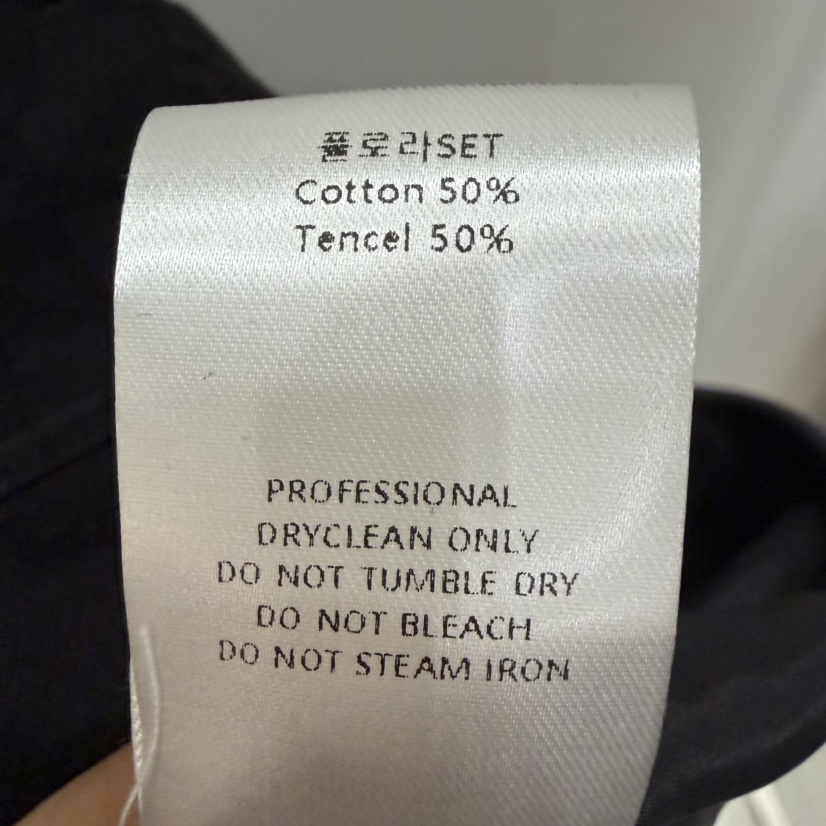 플로라SET
Cotton 50%
Tencel 50%
PROFESSIONAL
DRYCLEAN ONLY
DO NOT TUMBLE DRY
DO NOT BLEACH
DO NOT STEAM IRON